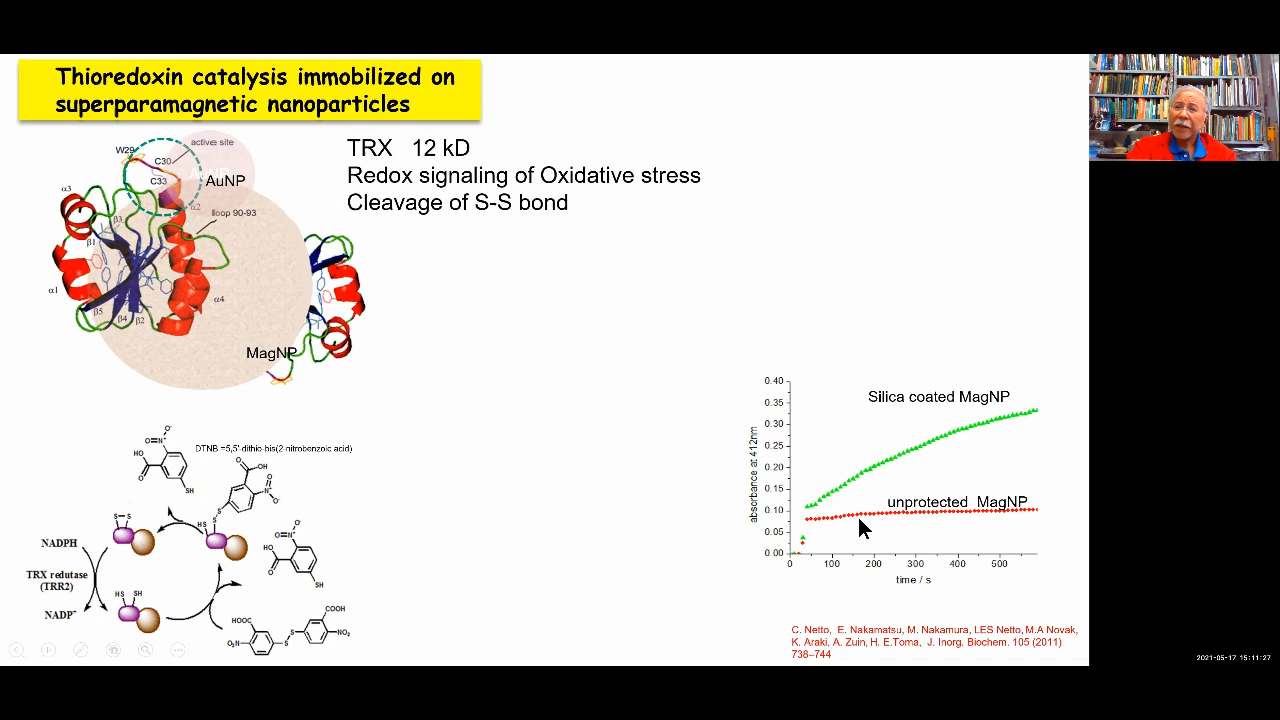 Thioredoxin catalysis immobilized on
superparamagnetic nanoparticles
TRX 12 kD
Redox signaling of Oxidative stress
Cleavage of S-S bond
active site
W29
C30
C33
AuNP
α3
α2
lloop 90-93
β3
β1
α1
α4
β5
β4
β2
MagNP
DTNB =5,5'-dithio-bis(2-nitrobenzoic acid)
O⁻
O=N⁺
HO
O
SH
OH
O
O
N⁺
O⁻
S
S
HS
S–S
NADPH
TRX redutase
(TRR2)
NADP⁺
HS SH
O⁻
O=N⁺
HO
O
SH
COOH
HOOC
S
S
O₂N
NO₂
0.40
0.35
0.30
0.25
0.20
0.15
0.10
0.05
0.00
absorbance at 412nm
Silica coated MagNP
unprotected MagNP
0 100 200 300 400 500
time / s
C. Netto, E. Nakamatsu, M. Nakamura, LES Netto, M.A Novak,
K. Araki, A. Zuin, H. E.Toma, J. Inorg. Biochem. 105 (2011)
738–744
2021-05-17 15:11:27